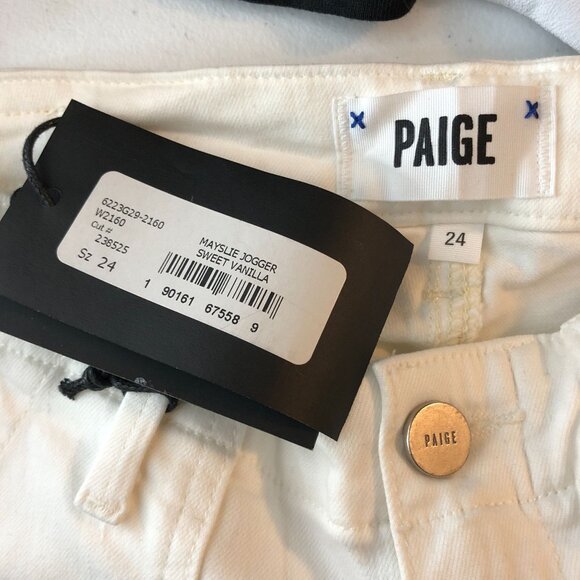 PAIGE
24
6223G29-2160
W2160
Cut #
238525
Sz 24
MAYSLIE JOGGER
SWEET VANILLA
1 90161 67558 9
PAIGE